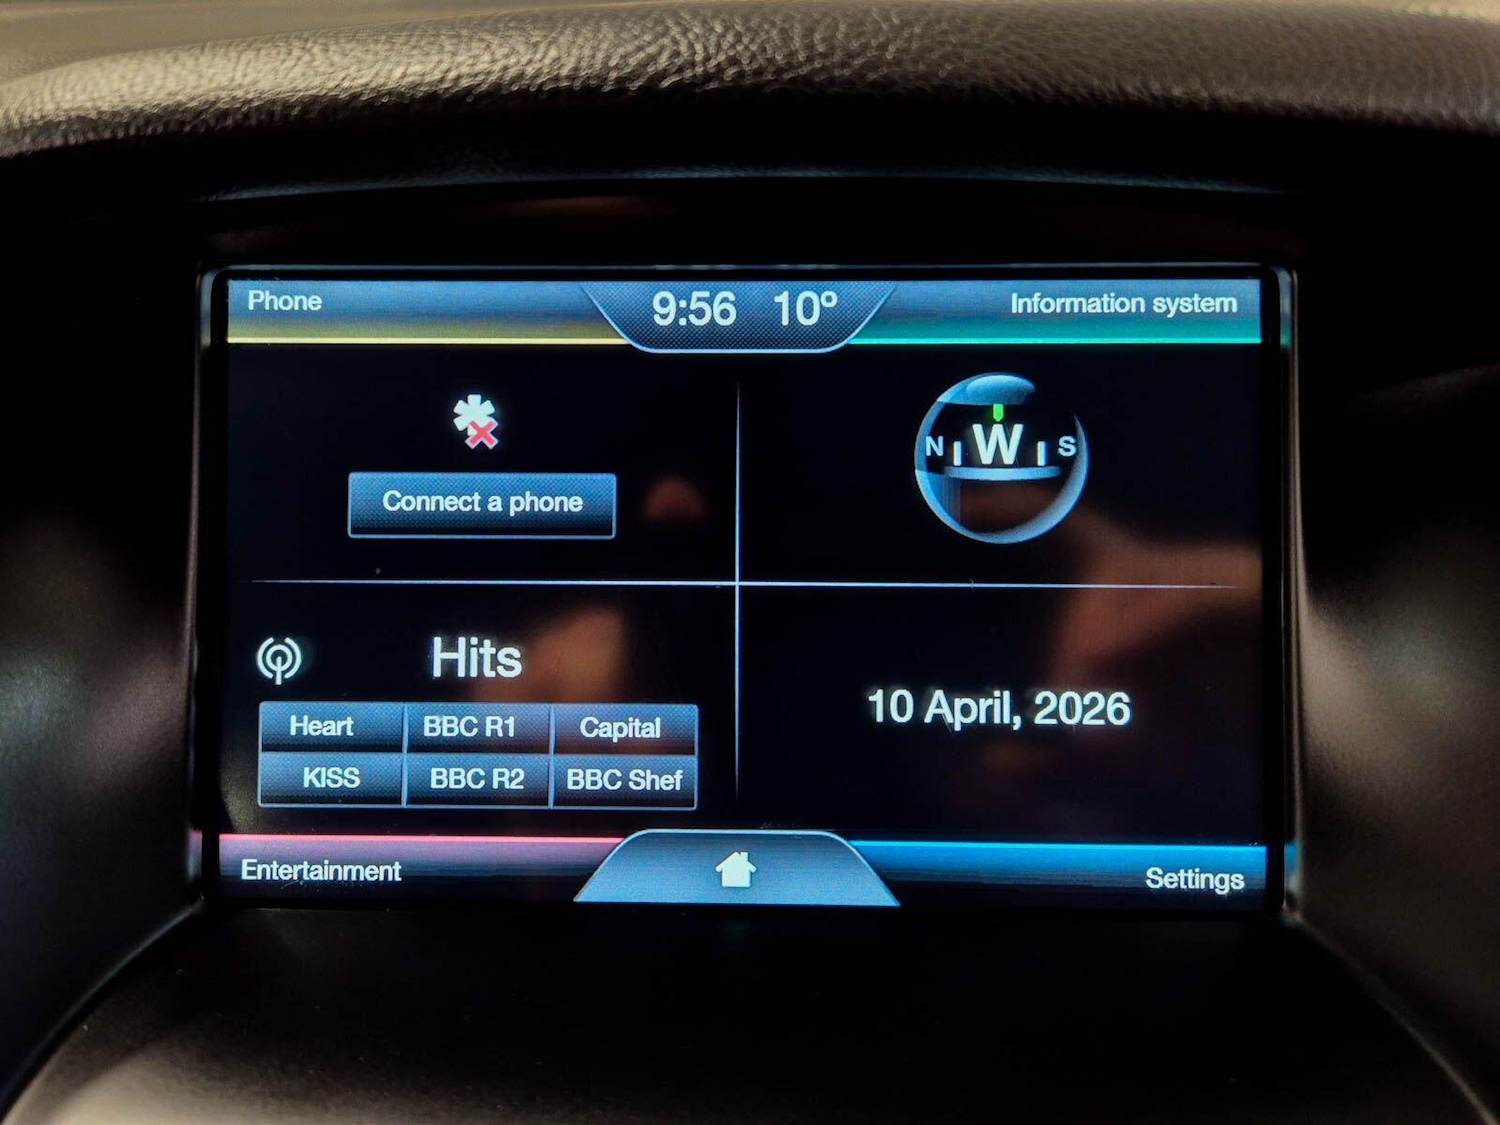 Phone
9:56 10°
Information system
Connect a phone
N W S
Hits
Heart BBC R1 Capital
KISS BBC R2 BBC Shef
10 April, 2026
Entertainment
Settings